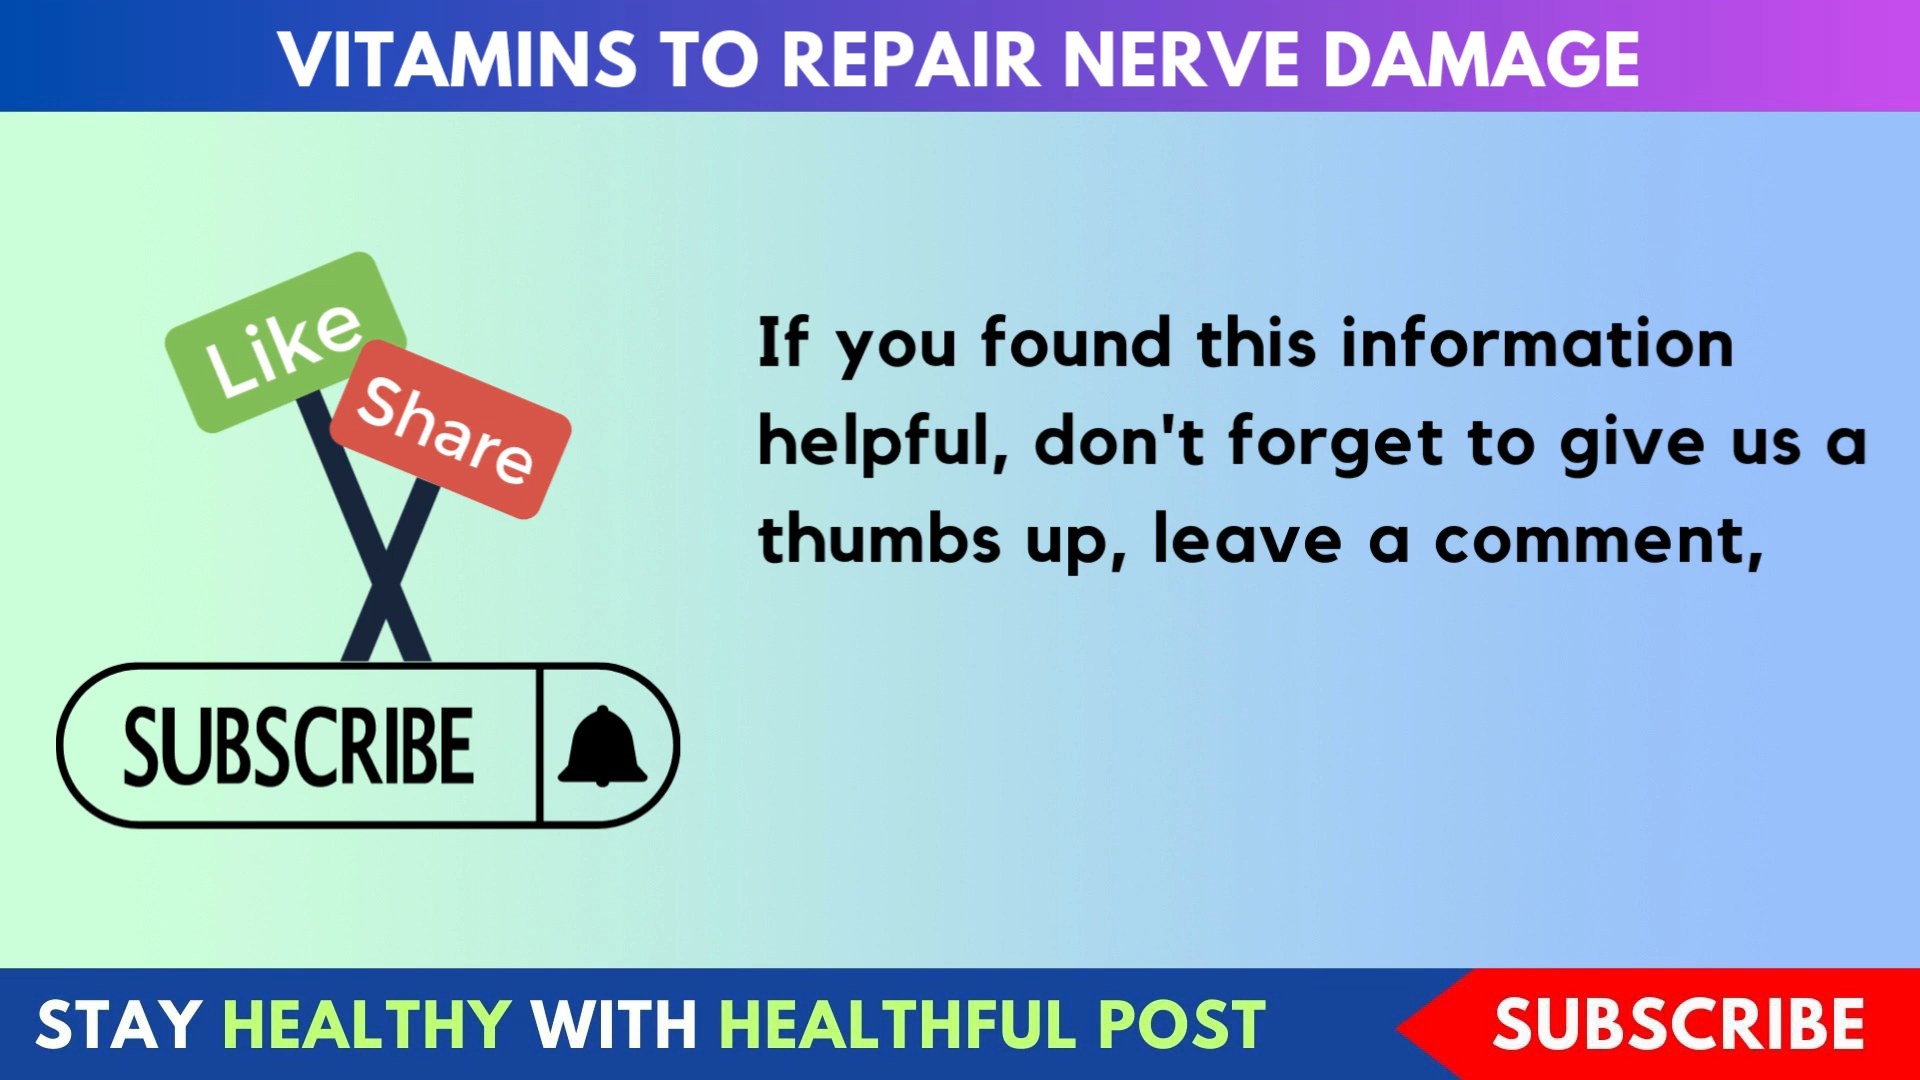 VITAMINS TO REPAIR NERVE DAMAGE
Like
Share
SUBSCRIBE
If you found this information
helpful, don't forget to give us a
thumbs up, leave a comment,
STAY HEALTHY WITH HEALTHFUL POST
SUBSCRIBE